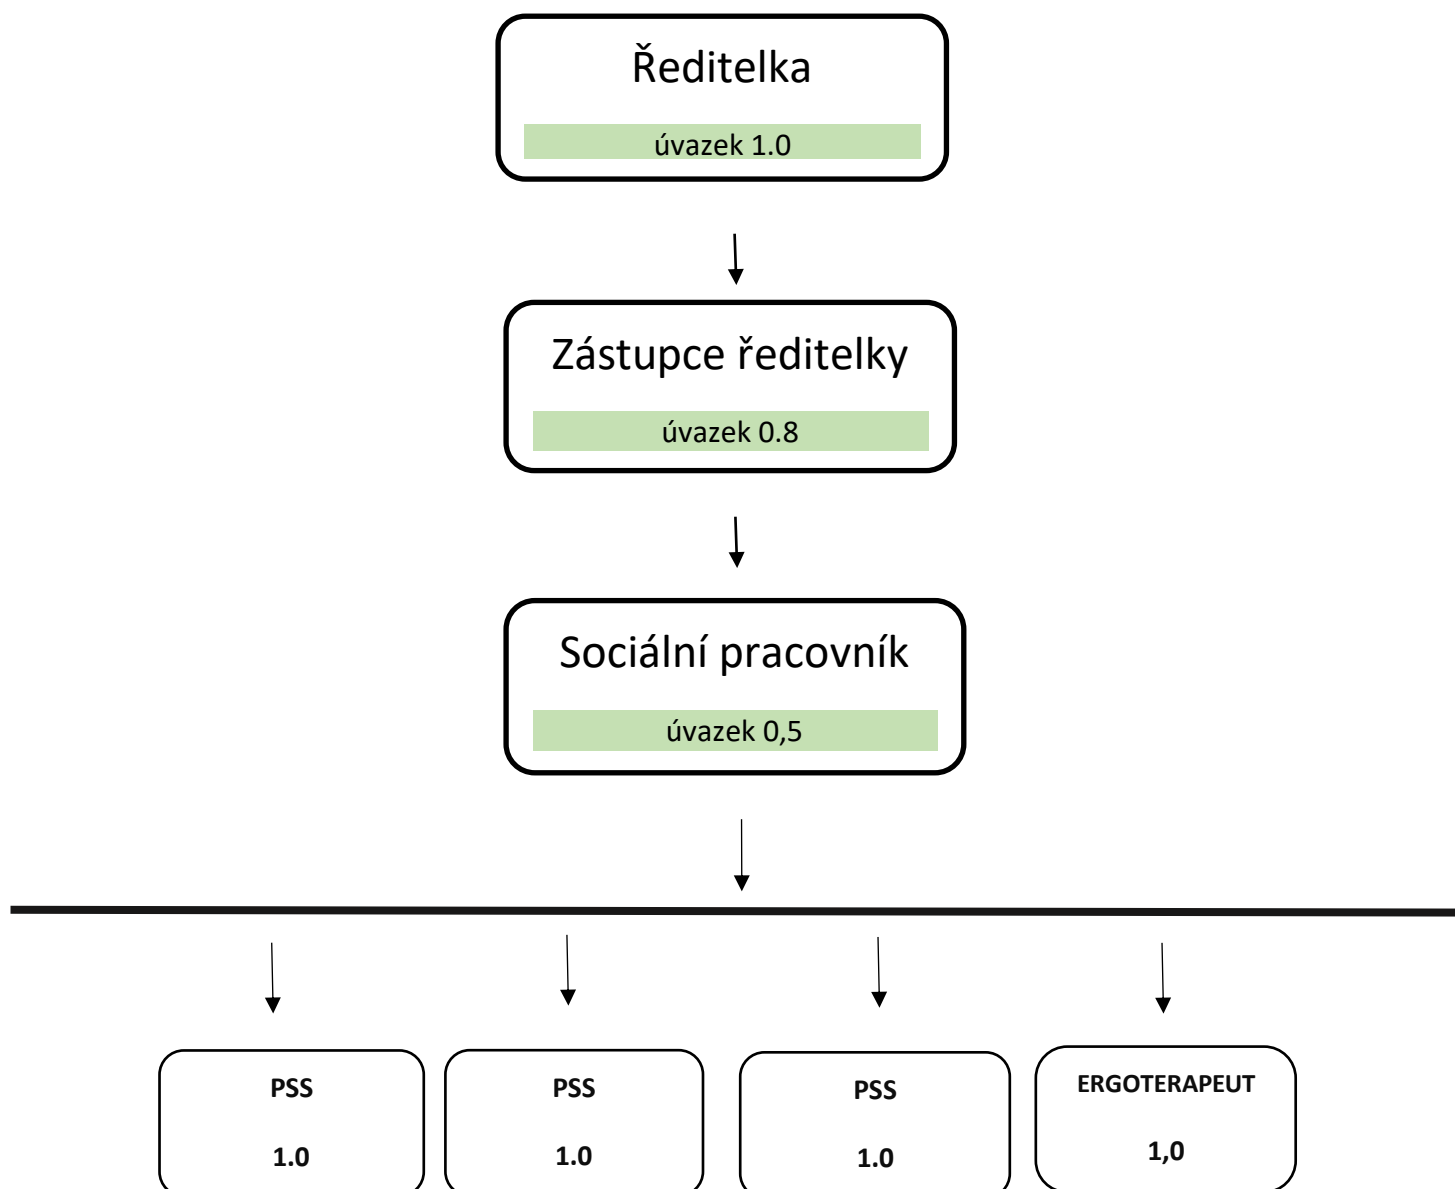 Ředitelka
úvazek 1.0
Zástupce ředitelky
úvazek 0.8
Sociální pracovník
úvazek 0,5
PSS
1.0
PSS
1.0
PSS
1.0
ERGOTERAPEUT
1,0